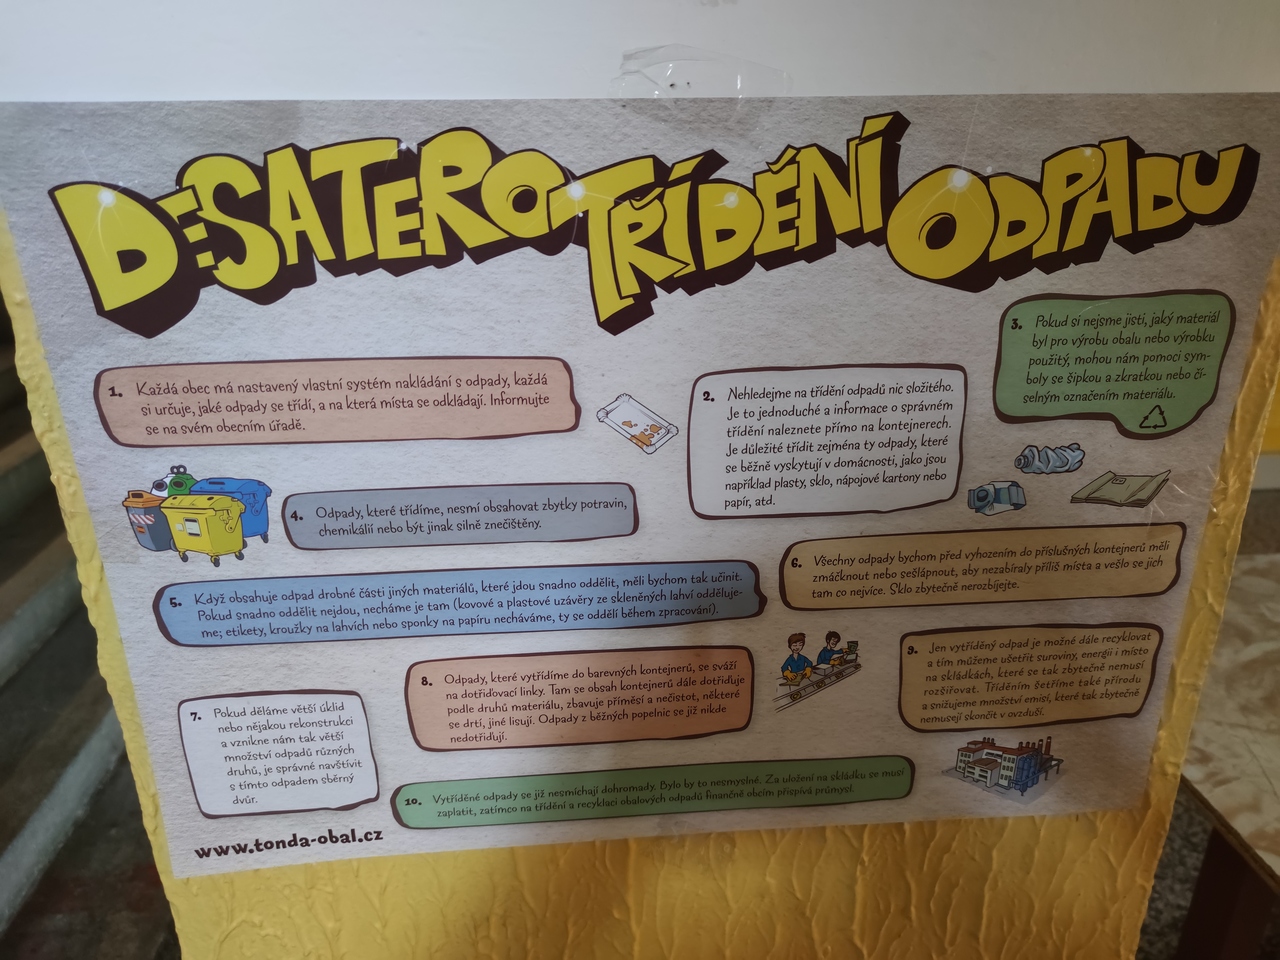 DESATERO TŘÍDĚNÍ ODPADU
1. Každá obec má nastavený vlastní systém nakládání s odpady, každá
si určuje, jaké odpady se třídí, a na která místa se odkládají. Informujte
se na svém obecním úřadě.
2. Nehledejme na třídění odpadů nic složitého.
Je to jednoduché a informace o správném
třídění naleznete přímo na kontejnerech.
Je důležité třídit zejména ty odpady, které
se běžně vyskytují v domácnosti, jako jsou
například plasty, sklo, nápojové kartony nebo
papír, atd.
3. Pokud si nejsme jisti, jaký materiál
byl pro výrobu obalu nebo výrobku
použitý, mohou nám pomoci sym-
boly se šipkou a zkratkou nebo čí-
selným označením materiálu.
4. Odpady, které třídíme, nesmí obsahovat zbytky potravin,
chemikálií nebo být jinak silně znečištěny.
5. Když obsahuje odpad drobné části jiných materiálů, které jdou snadno oddělit, měli bychom tak učinit.
Pokud snadno oddělit nejdou, necháme je tam (kovové a plastové uzávěry ze skleněných lahví odděluje-
me; etikety, kroužky na lahvích nebo sponky na papíru necháváme, ty se oddělí během zpracování).
6. Všechny odpady bychom před vyhozením do příslušných kontejnerů měli
zmáčknout nebo sešlápnout, aby nezabíraly příliš místa a vešlo se jich
tam co nejvíce. Sklo zbytečně nerozbíjejte.
7. Pokud děláme větší úklid
nebo nějakou rekonstrukci
a vznikne nám tak větší
množství odpadů různých
druhů, je správné navštívit
s tímto odpadem sběrný
dvůr.
8. Odpady, které vytřídíme do barevných kontejnerů, se sváží
na dotřiďovací linky. Tam se obsah kontejnerů dále dotřiďuje
podle druhů materiálu, zbavuje příměsí a nečistot, některé
se drtí, jiné lisují. Odpady z běžných popelnic se již nikde
nedotřiďují.
9. Jen vytříděný odpad je možné dále recyklovat
a tím můžeme ušetřit suroviny, energii i místo
na skládkách, které se tak zbytečně nemusí
rozšiřovat. Tříděním šetříme také přírodu
a snižujeme množství emisí, které tak zbytečně
nemusejí skončit v ovzduší.
10. Vytříděné odpady se již nesmíchají dohromady. Bylo by to nesmyslné. Za uložení na skládku se musí
zaplatit, zatímco na třídění a recyklaci obalových odpadů finančně obcím přispívá průmysl.
www.tonda-obal.cz